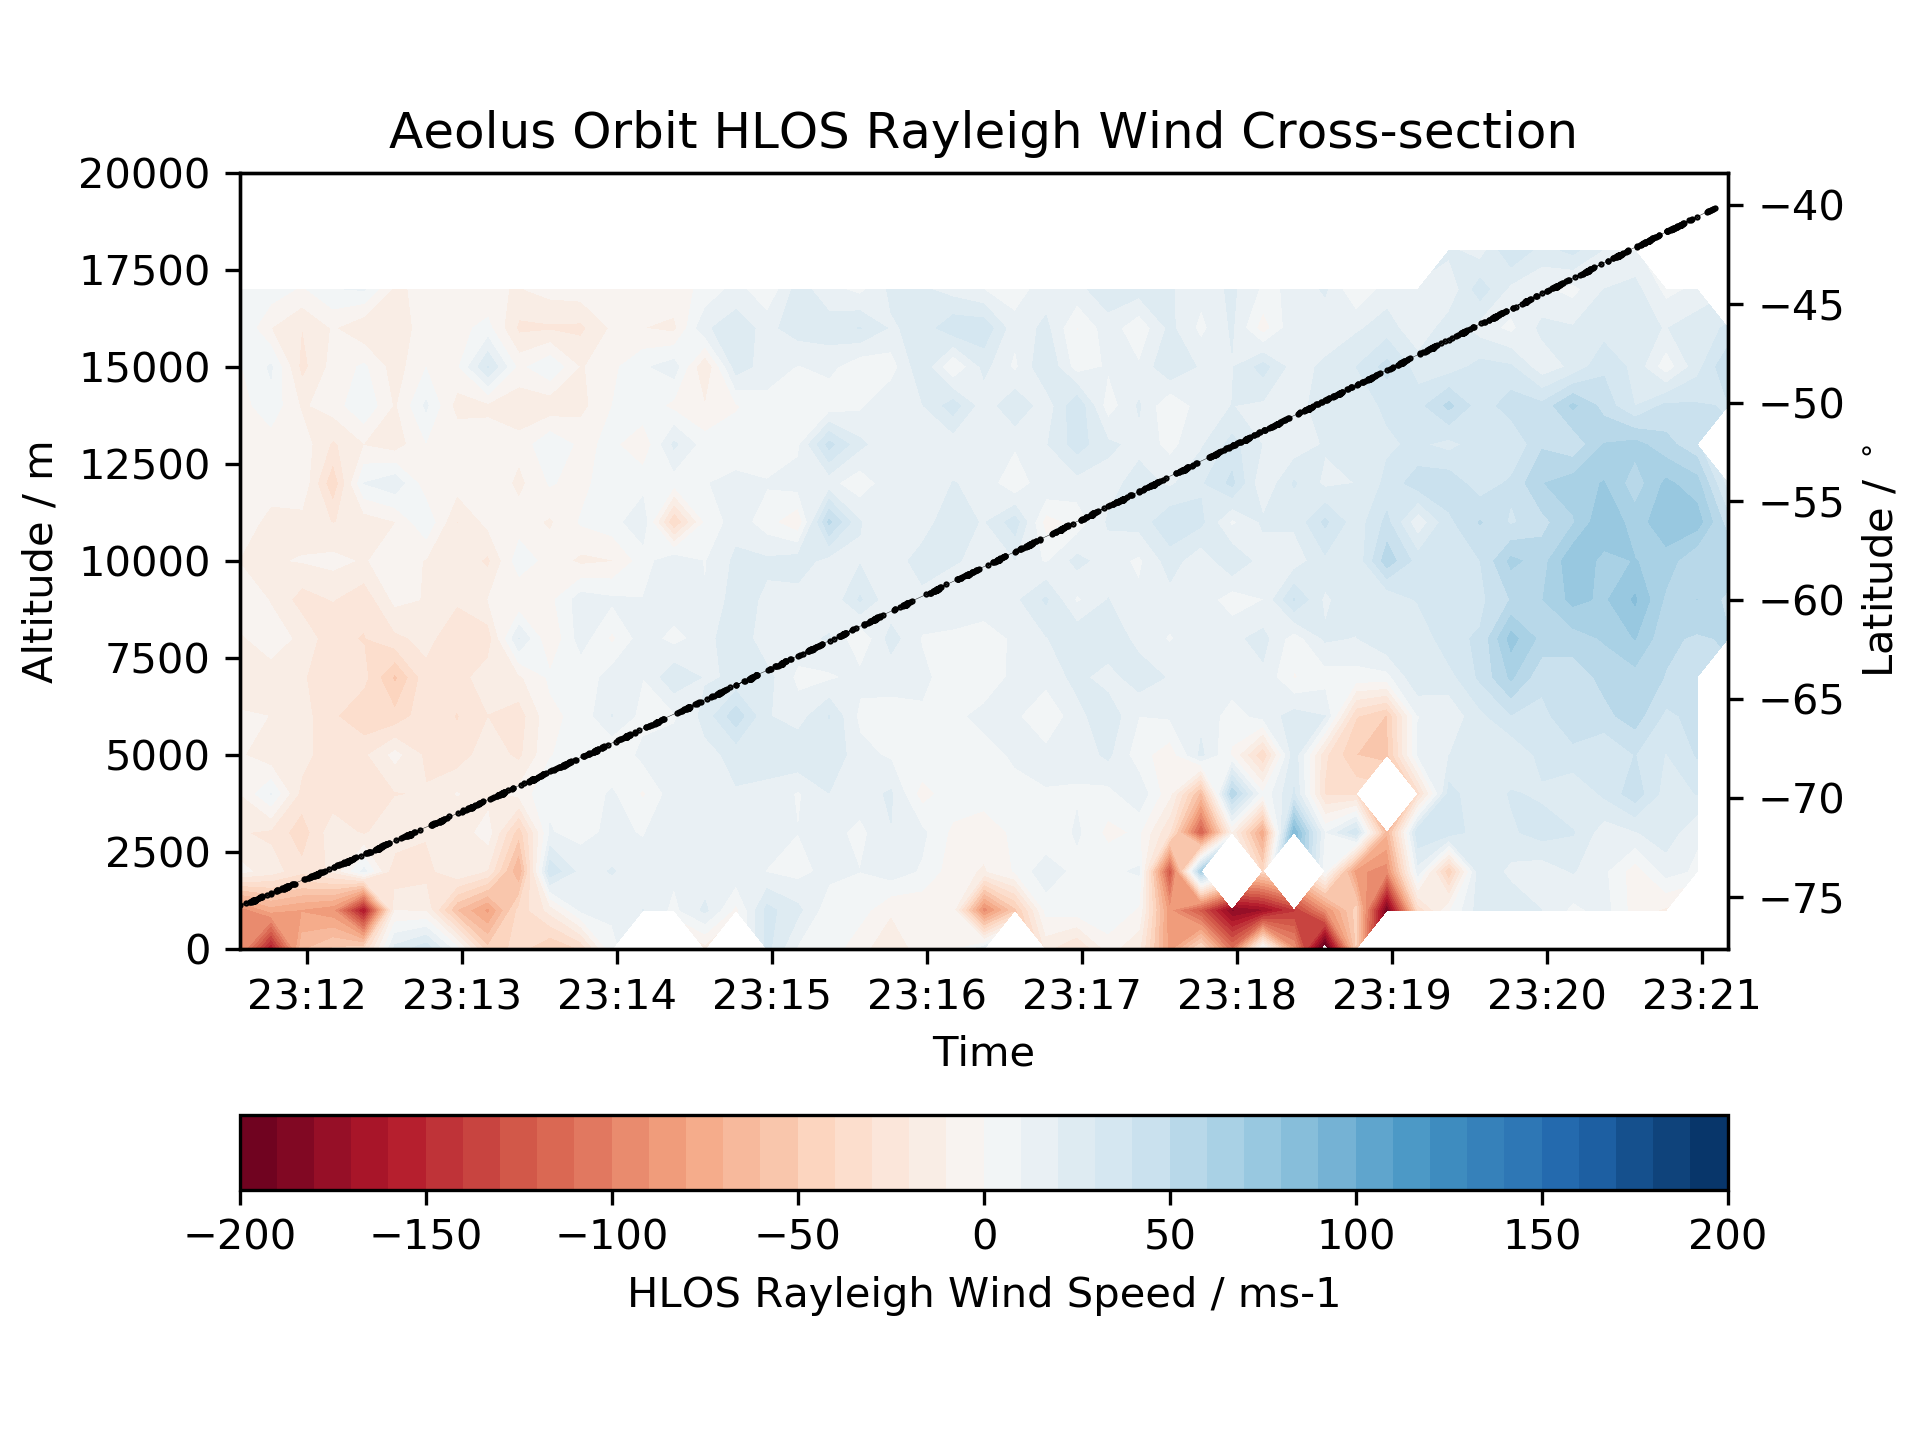 Aeolus Orbit HLOS Rayleigh Wind Cross-section
20000
17500
15000
12500
10000
7500
5000
2500
0
Altitude / m
−40
−45
−50
−55
−60
−65
−70
−75
Latitude / °
23:12 23:13 23:14 23:15 23:16 23:17 23:18 23:19 23:20 23:21
Time
−200 −150 −100 −50 0 50 100 150 200
HLOS Rayleigh Wind Speed / ms-1